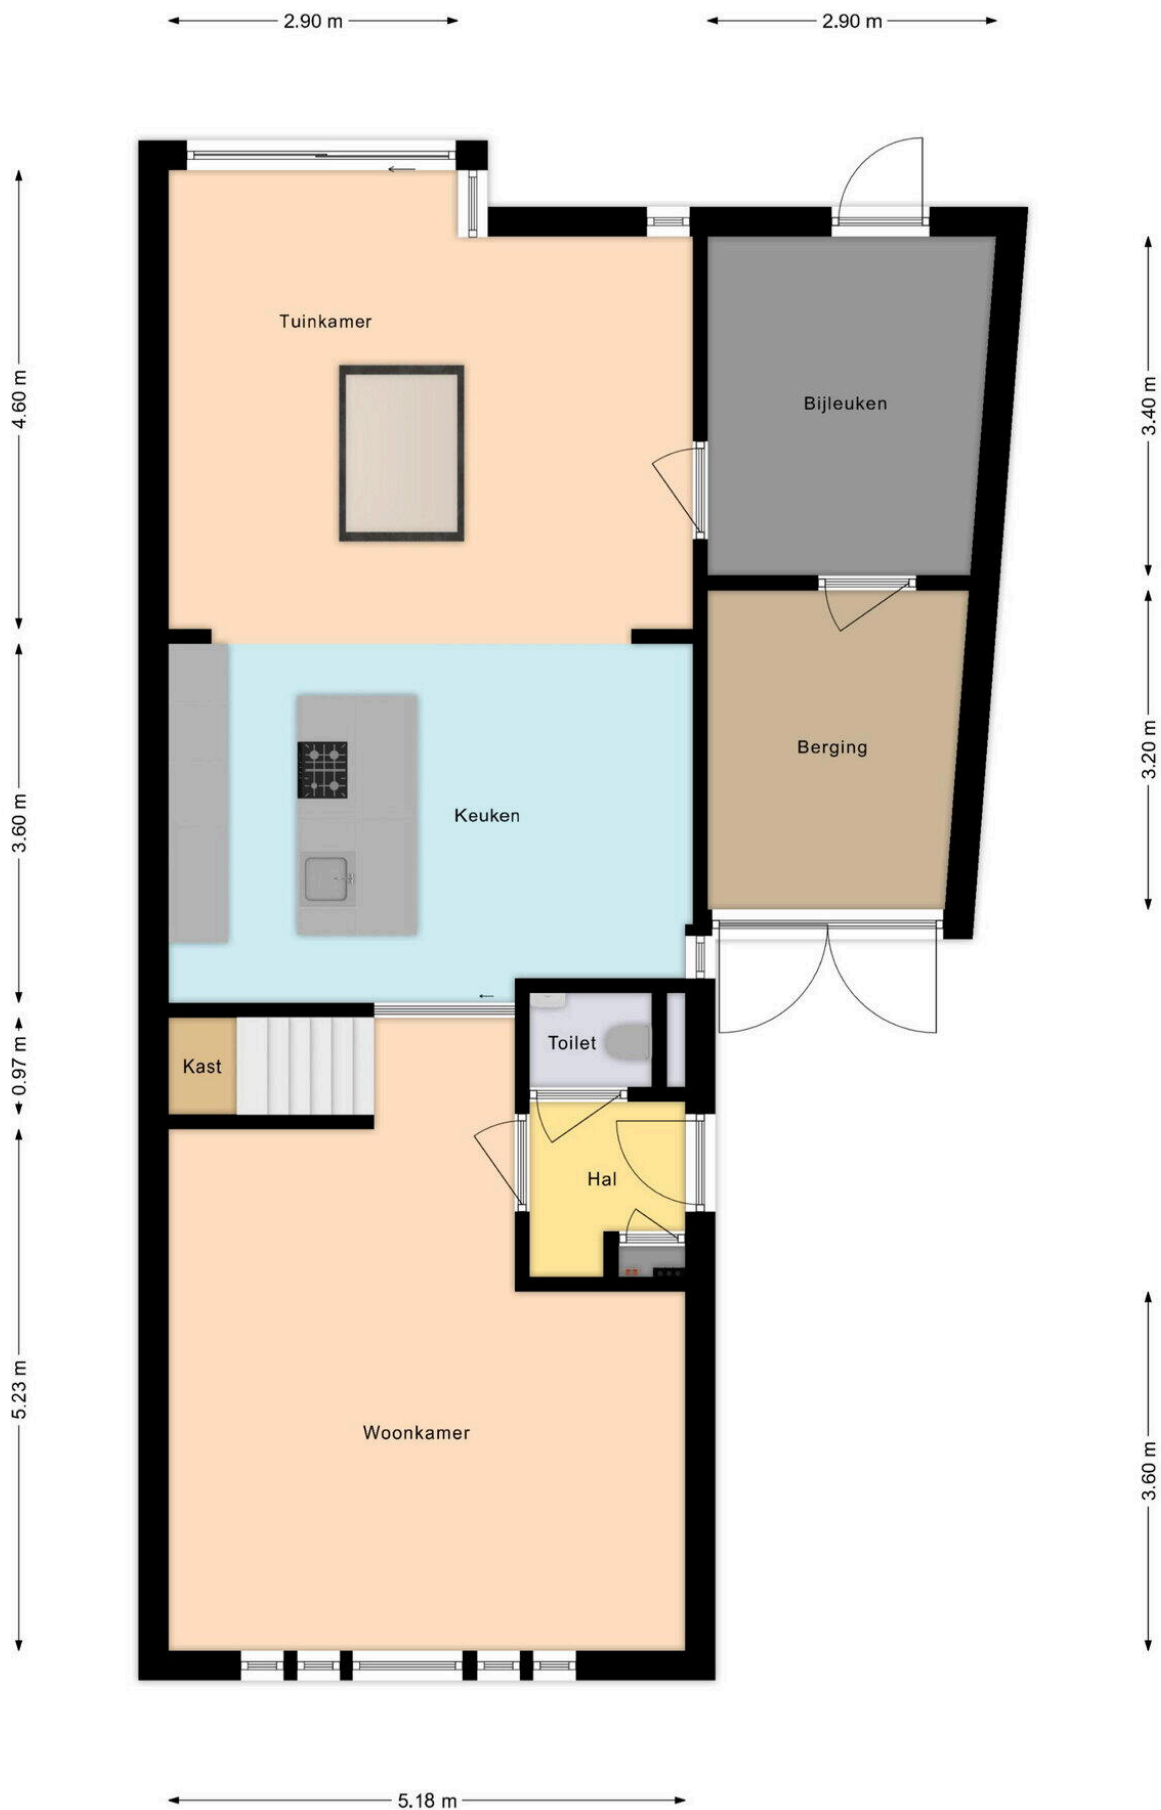 2.90 m
2.90 m
Tuinkamer
4.60 m
Bijleuken
3.40 m
Keuken
3.60 m
Berging
3.20 m
Kast
0.97 m
Toilet
Hal
Woonkamer
5.23 m
3.60 m
5.18 m